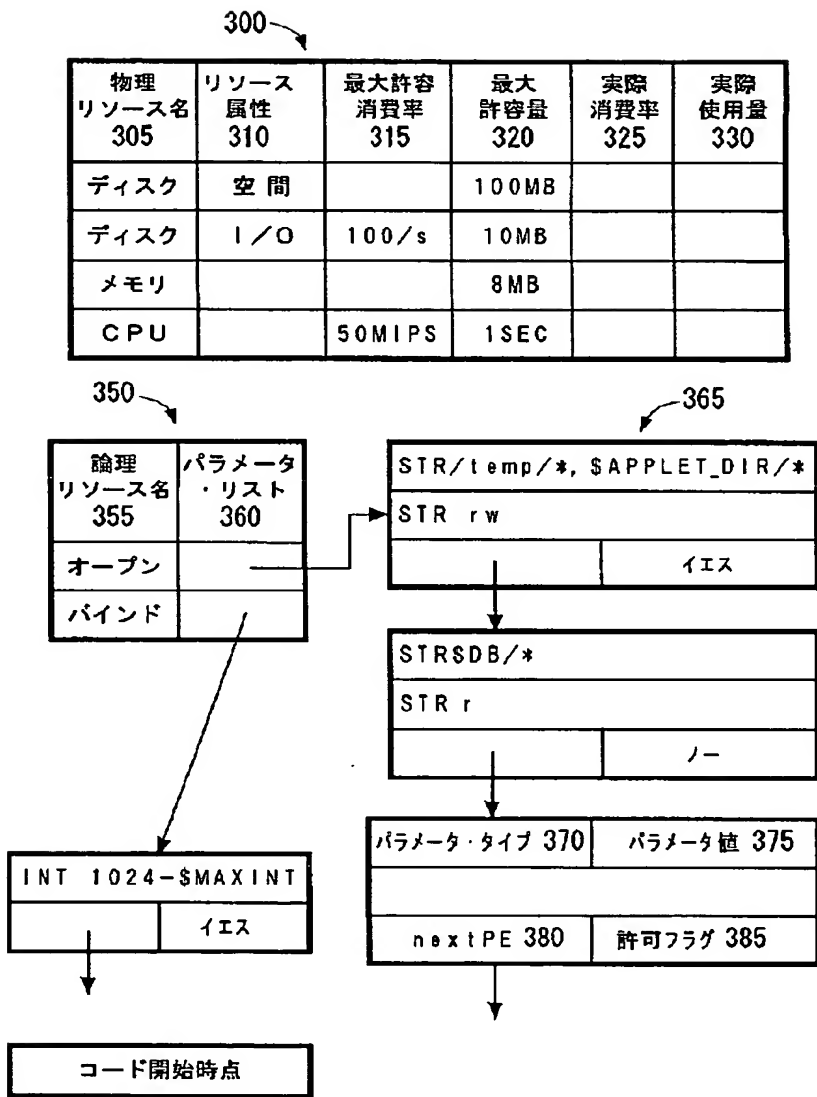 300
物理 リソース 最大許容 最大 実際 実際
リソース名 属性 消費率 許容量 消費率 使用量
305 310 315 320 325 330
ディスク 空間 100MB
ディスク I/O 100/s 10MB
メモリ 8MB
CPU 50MIPS 1SEC
350
365
論理 パラメータ
リソース名 ・リスト
355 360
オープン
バインド
STR/temp/*, $APPLET_DIR/*
STR rw
イエス
STR$DB/*
STR r
ノー
パラメータ・タイプ 370 パラメータ値 375
nextPE 380 許可フラグ 385
INT 1024-$MAXINT
イエス
コード開始時点